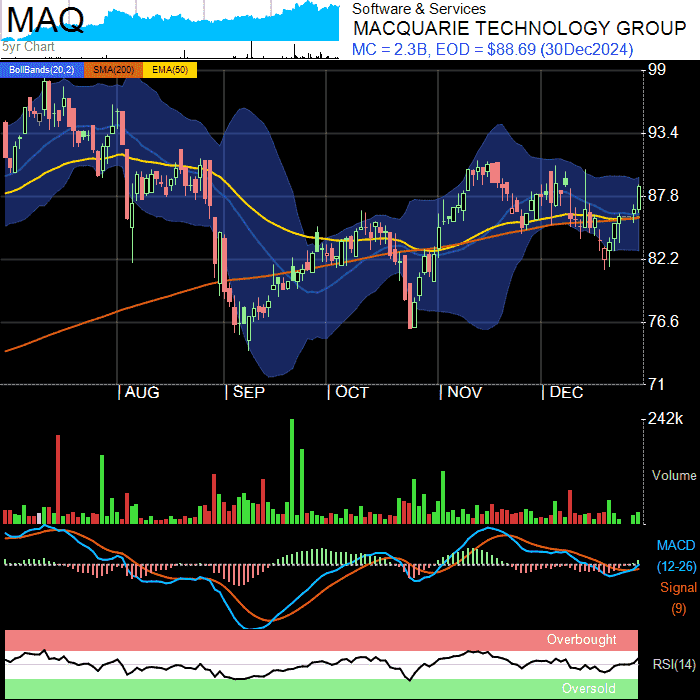 MAQ
5yr Chart
Software & Services
MACQUARIE TECHNOLOGY GROUP
MC = 2.3B, EOD = $88.69 (30Dec2024)
BollBands(20,2) SMA(200) EMA(50)
99
93.4
87.8
82.2
76.6
71
AUG SEP OCT NOV DEC
242k
Volume
MACD
(12-26)
Signal
(9)
Overbought
RSI(14)
Oversold